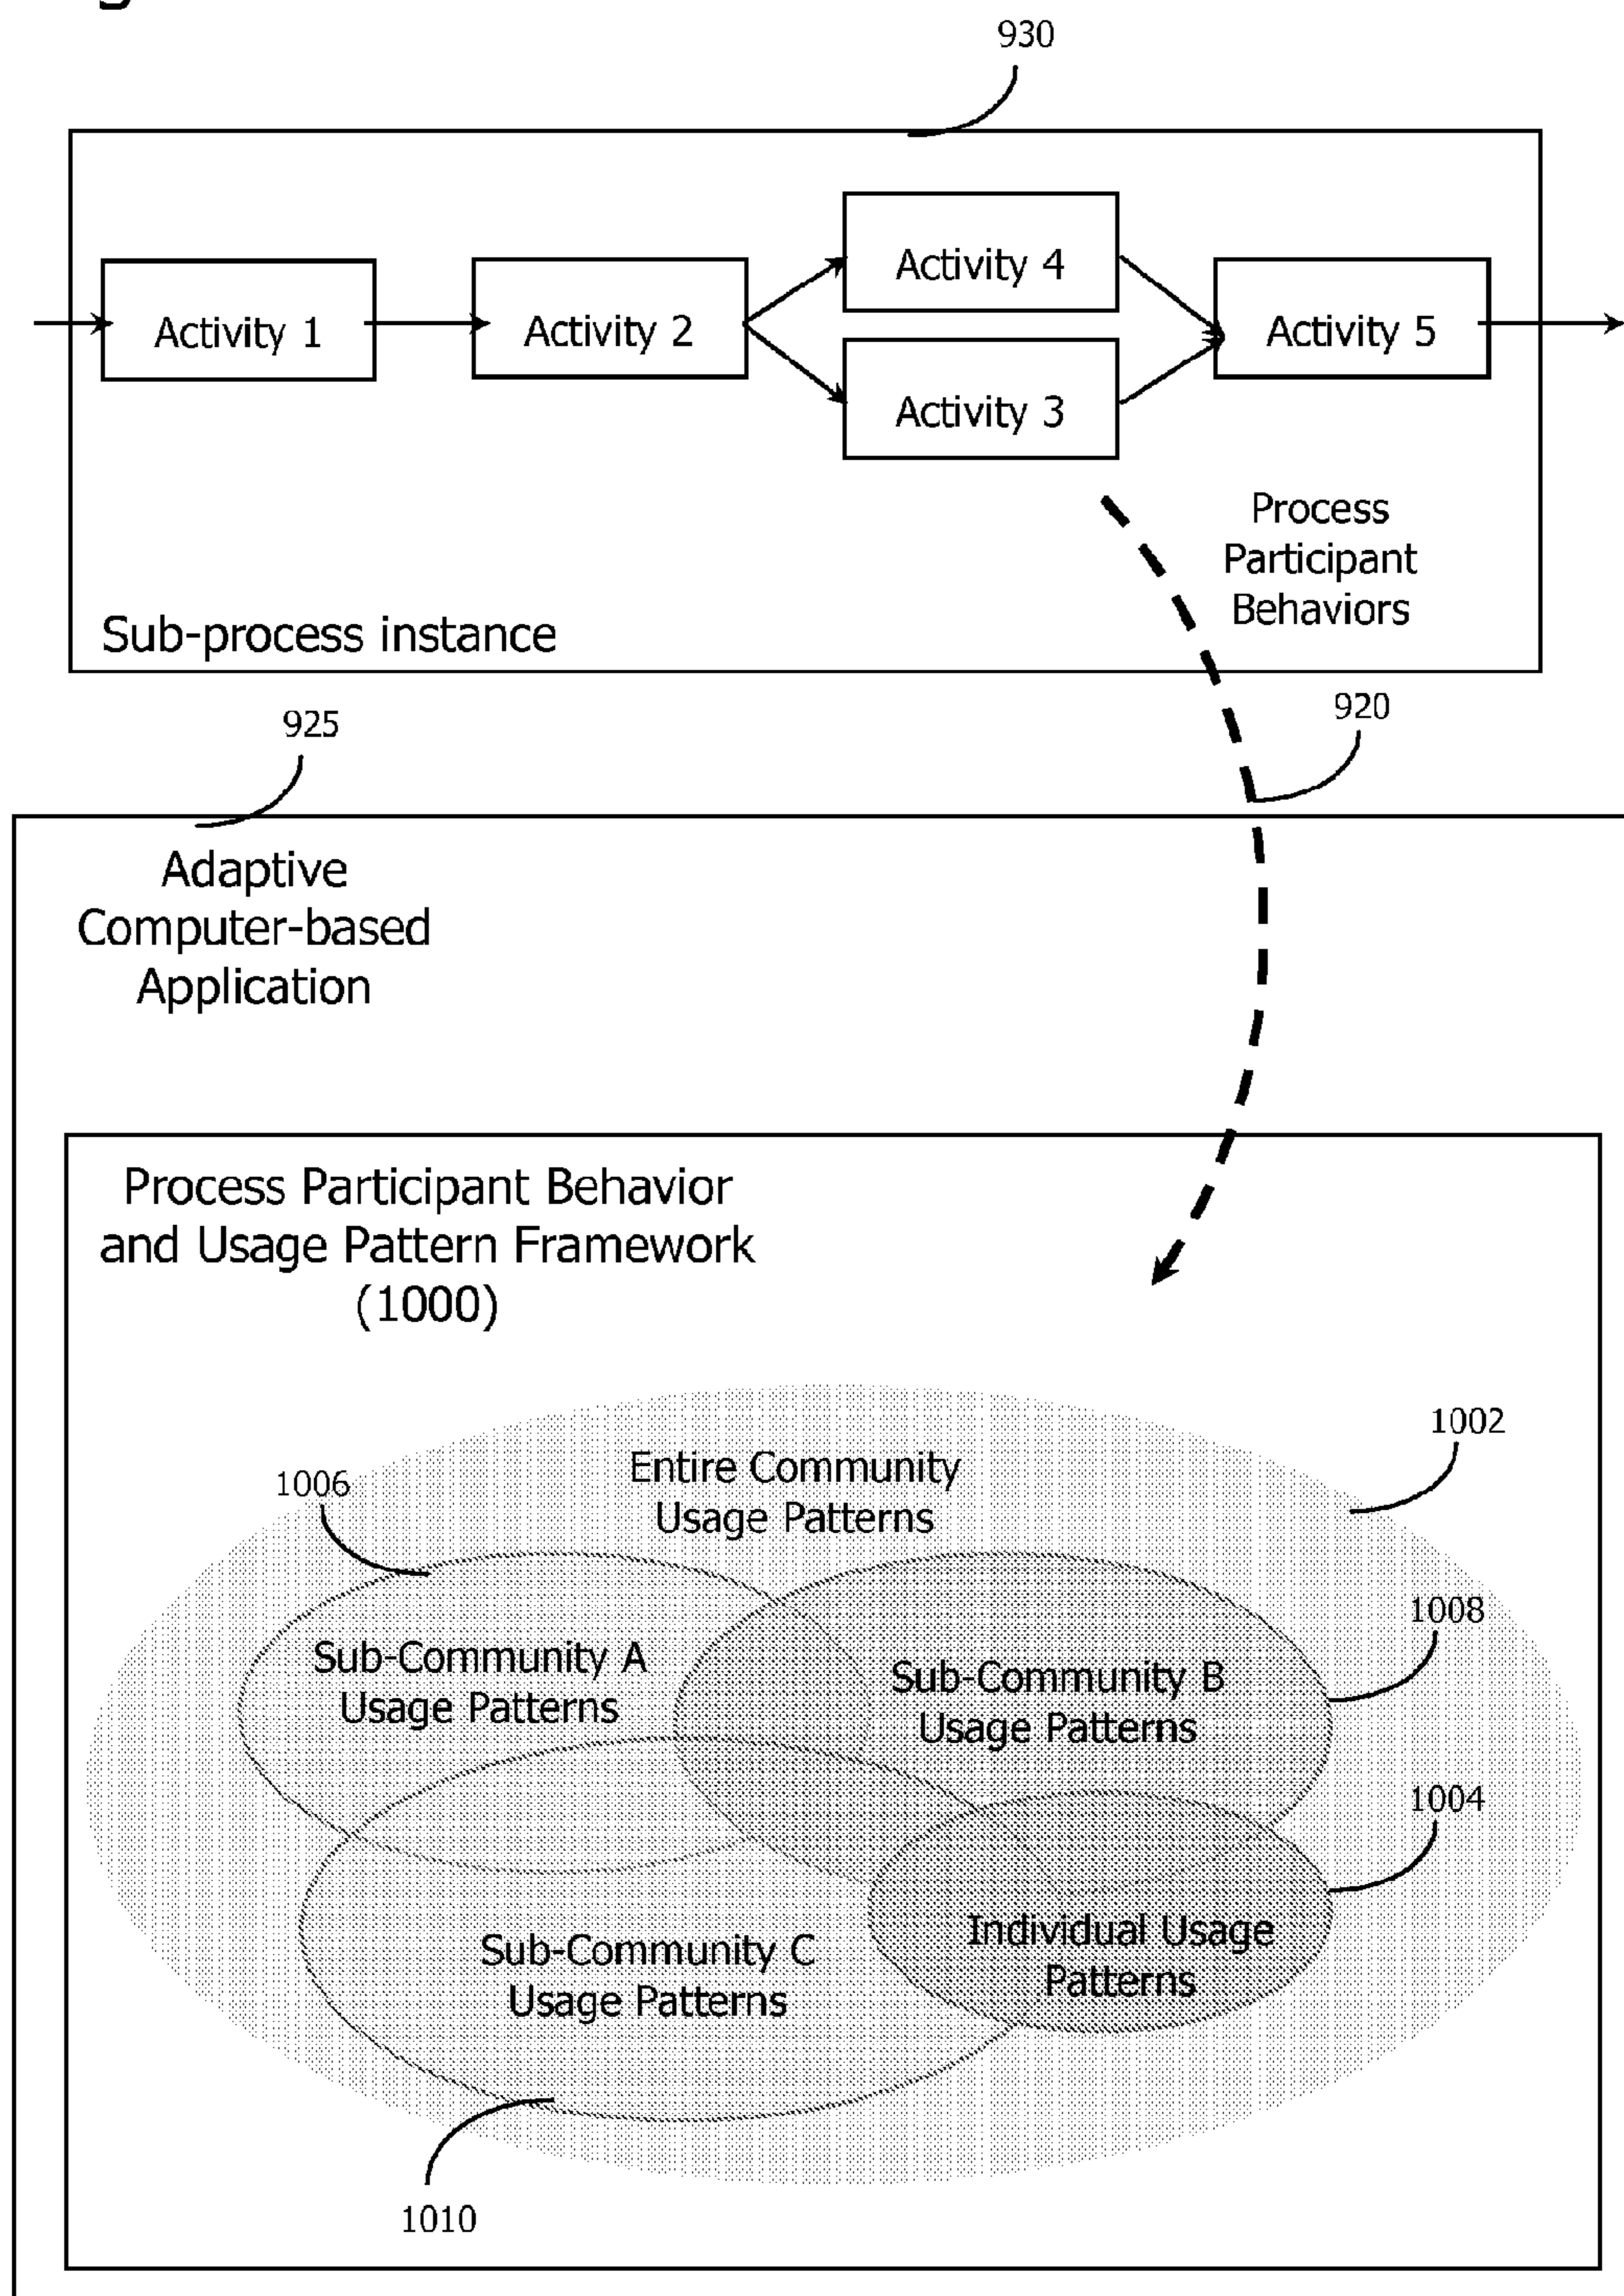 930
Activity 1
Activity 2
Activity 4
Activity 3
Activity 5
Process
Participant
Behaviors
Sub-process instance
925
920
Adaptive
Computer-based
Application
Process Participant Behavior
and Usage Pattern Framework
(1000)
1002
Entire Community
Usage Patterns
1006
1008
Sub-Community A
Usage Patterns
Sub-Community B
Usage Patterns
1004
Individual Usage
Patterns
Sub-Community C
Usage Patterns
1010